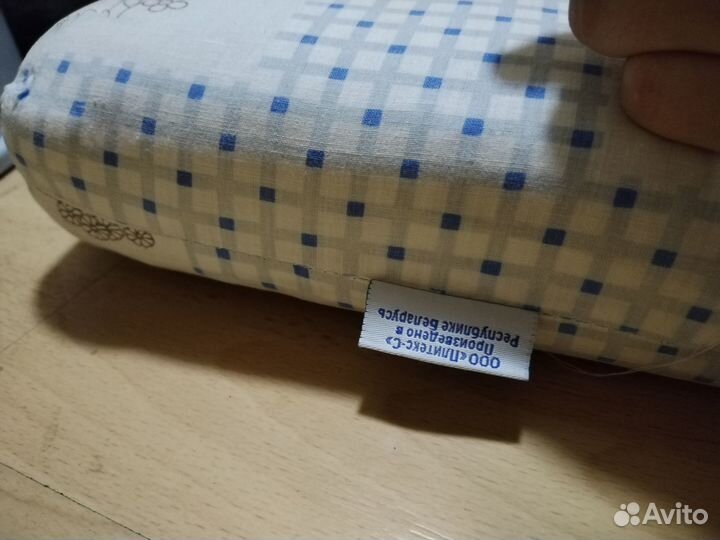 ООО «Плитекс-С»
Произведено в
Республике Беларусь
Avito